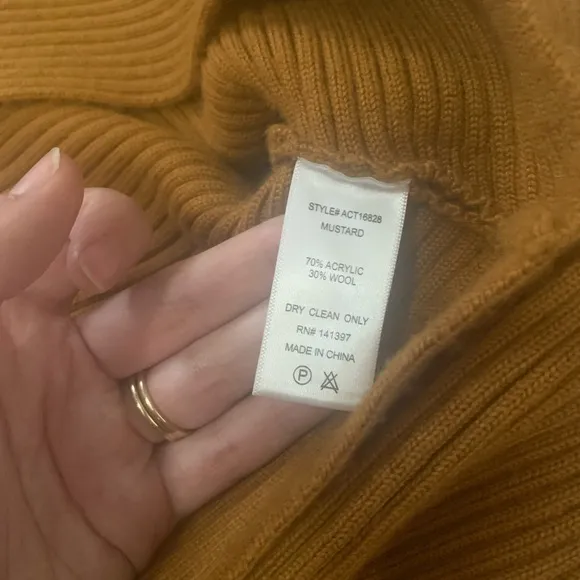 STYLE# ACT16828
MUSTARD
70% ACRYLIC
30% WOOL
DRY CLEAN ONLY
RN# 141397
MADE IN CHINA
P